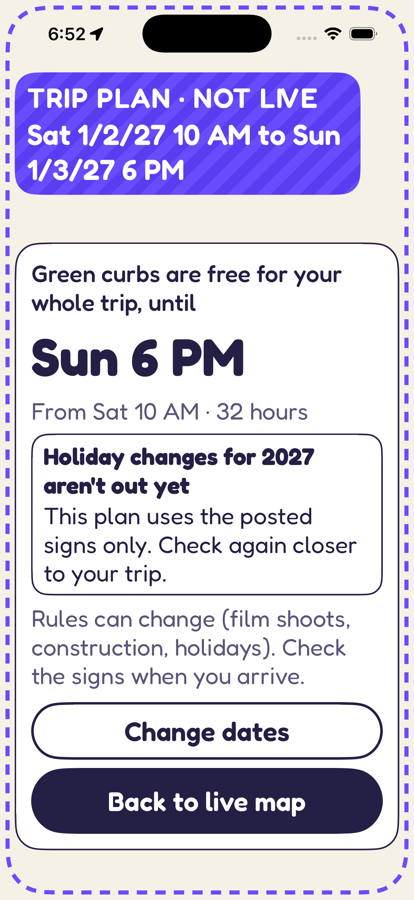 6:52
TRIP PLAN · NOT LIVE
Sat 1/2/27 10 AM to Sun
1/3/27 6 PM
Green curbs are free for your
whole trip, until
Sun 6 PM
From Sat 10 AM · 32 hours
Holiday changes for 2027
aren't out yet
This plan uses the posted
signs only. Check again closer
to your trip.
Rules can change (film shoots,
construction, holidays). Check
the signs when you arrive.
Change dates
Back to live map